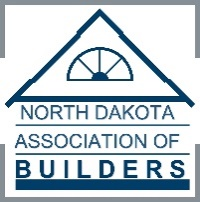 NORTH DAKOTA
ASSOCIATION OF
BUILDERS